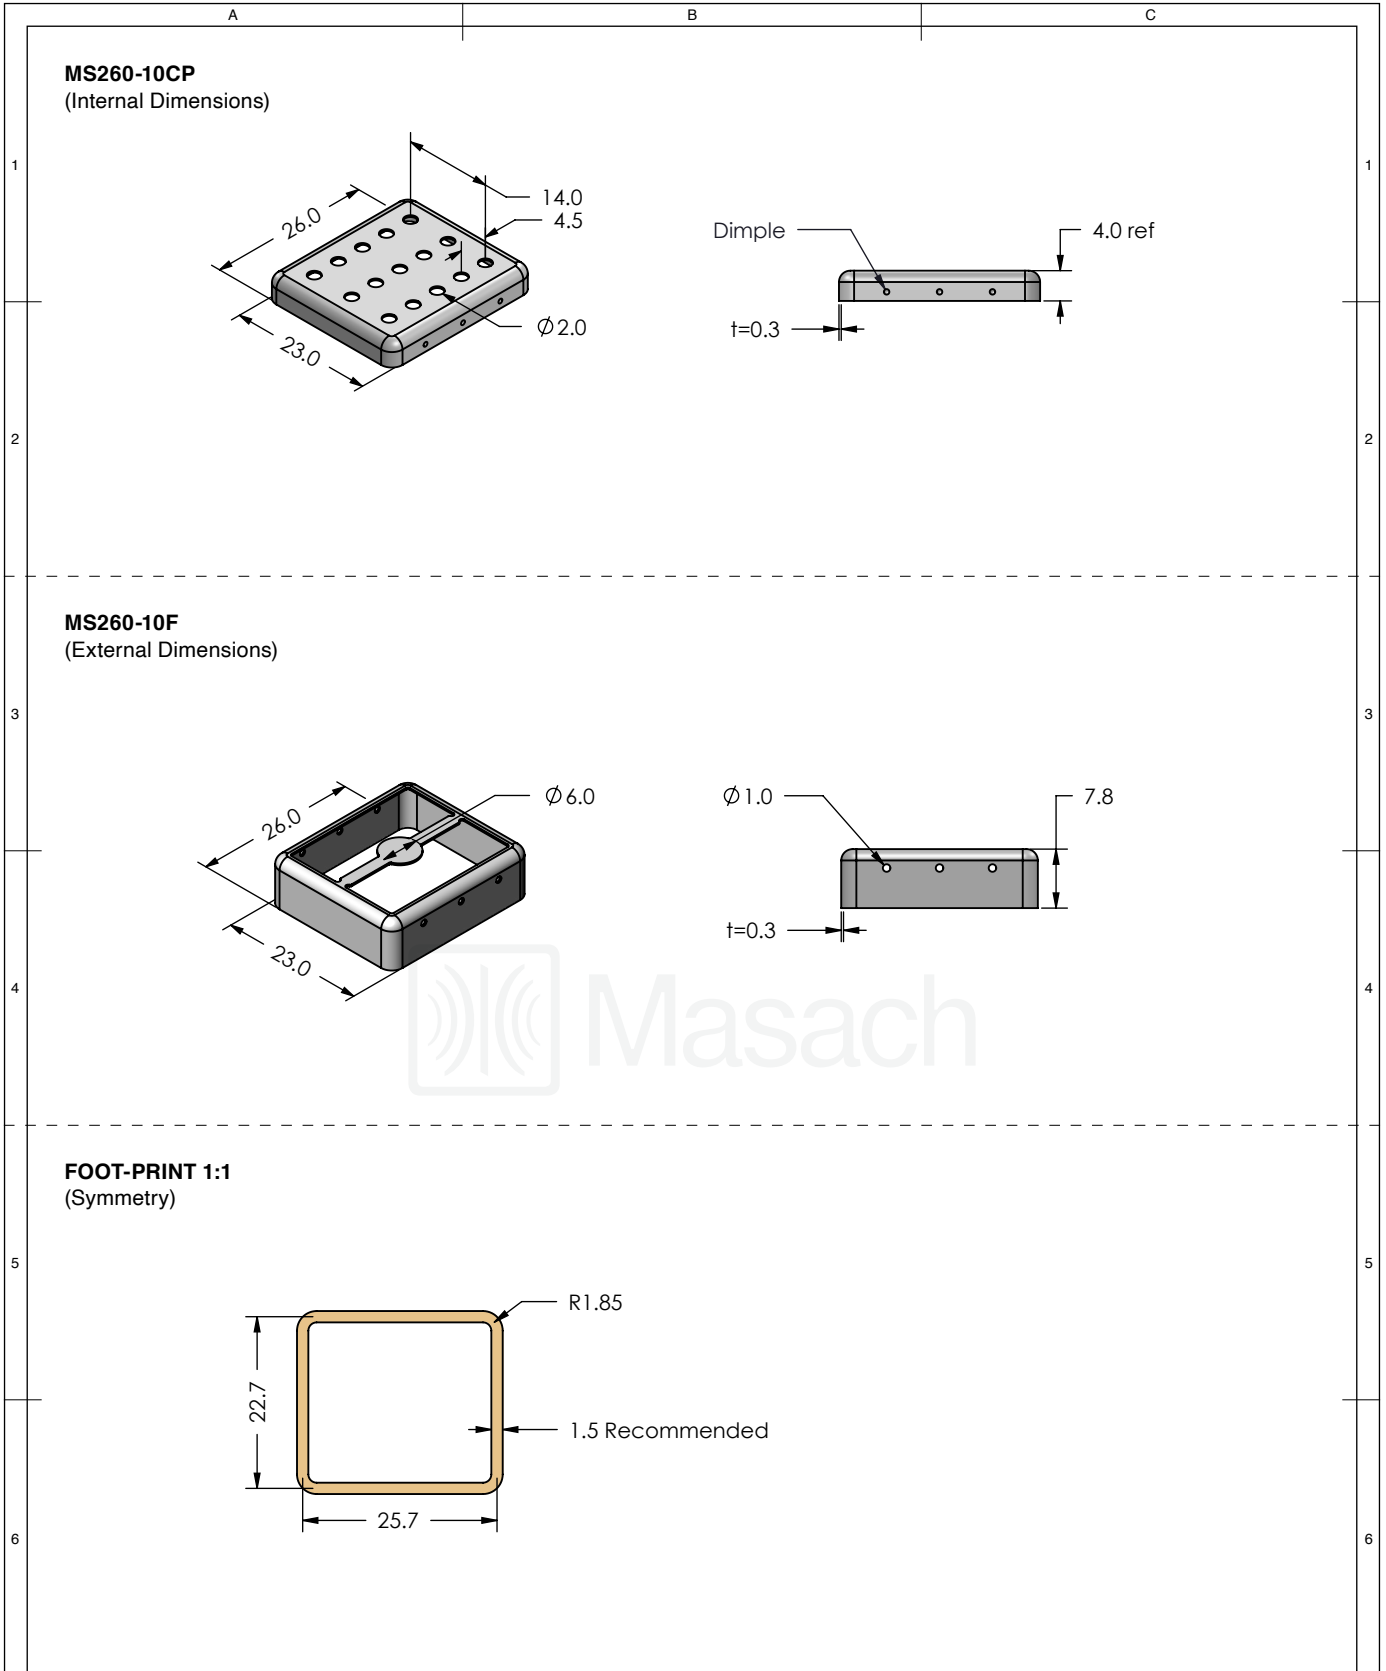 A B C
MS260-10CP
(Internal Dimensions)
1 1
14.0
26.0
4.5
Dimple
4.0 ref
Ø2.0
t=0.3
23.0
2 2
MS260-10F
(External Dimensions)
3 3
Ø6.0
Ø1.0
7.8
26.0
t=0.3
23.0
4 4
Masach
FOOT-PRINT 1:1
(Symmetry)
5 5
R1.85
22.7
1.5 Recommended
25.7
6 6